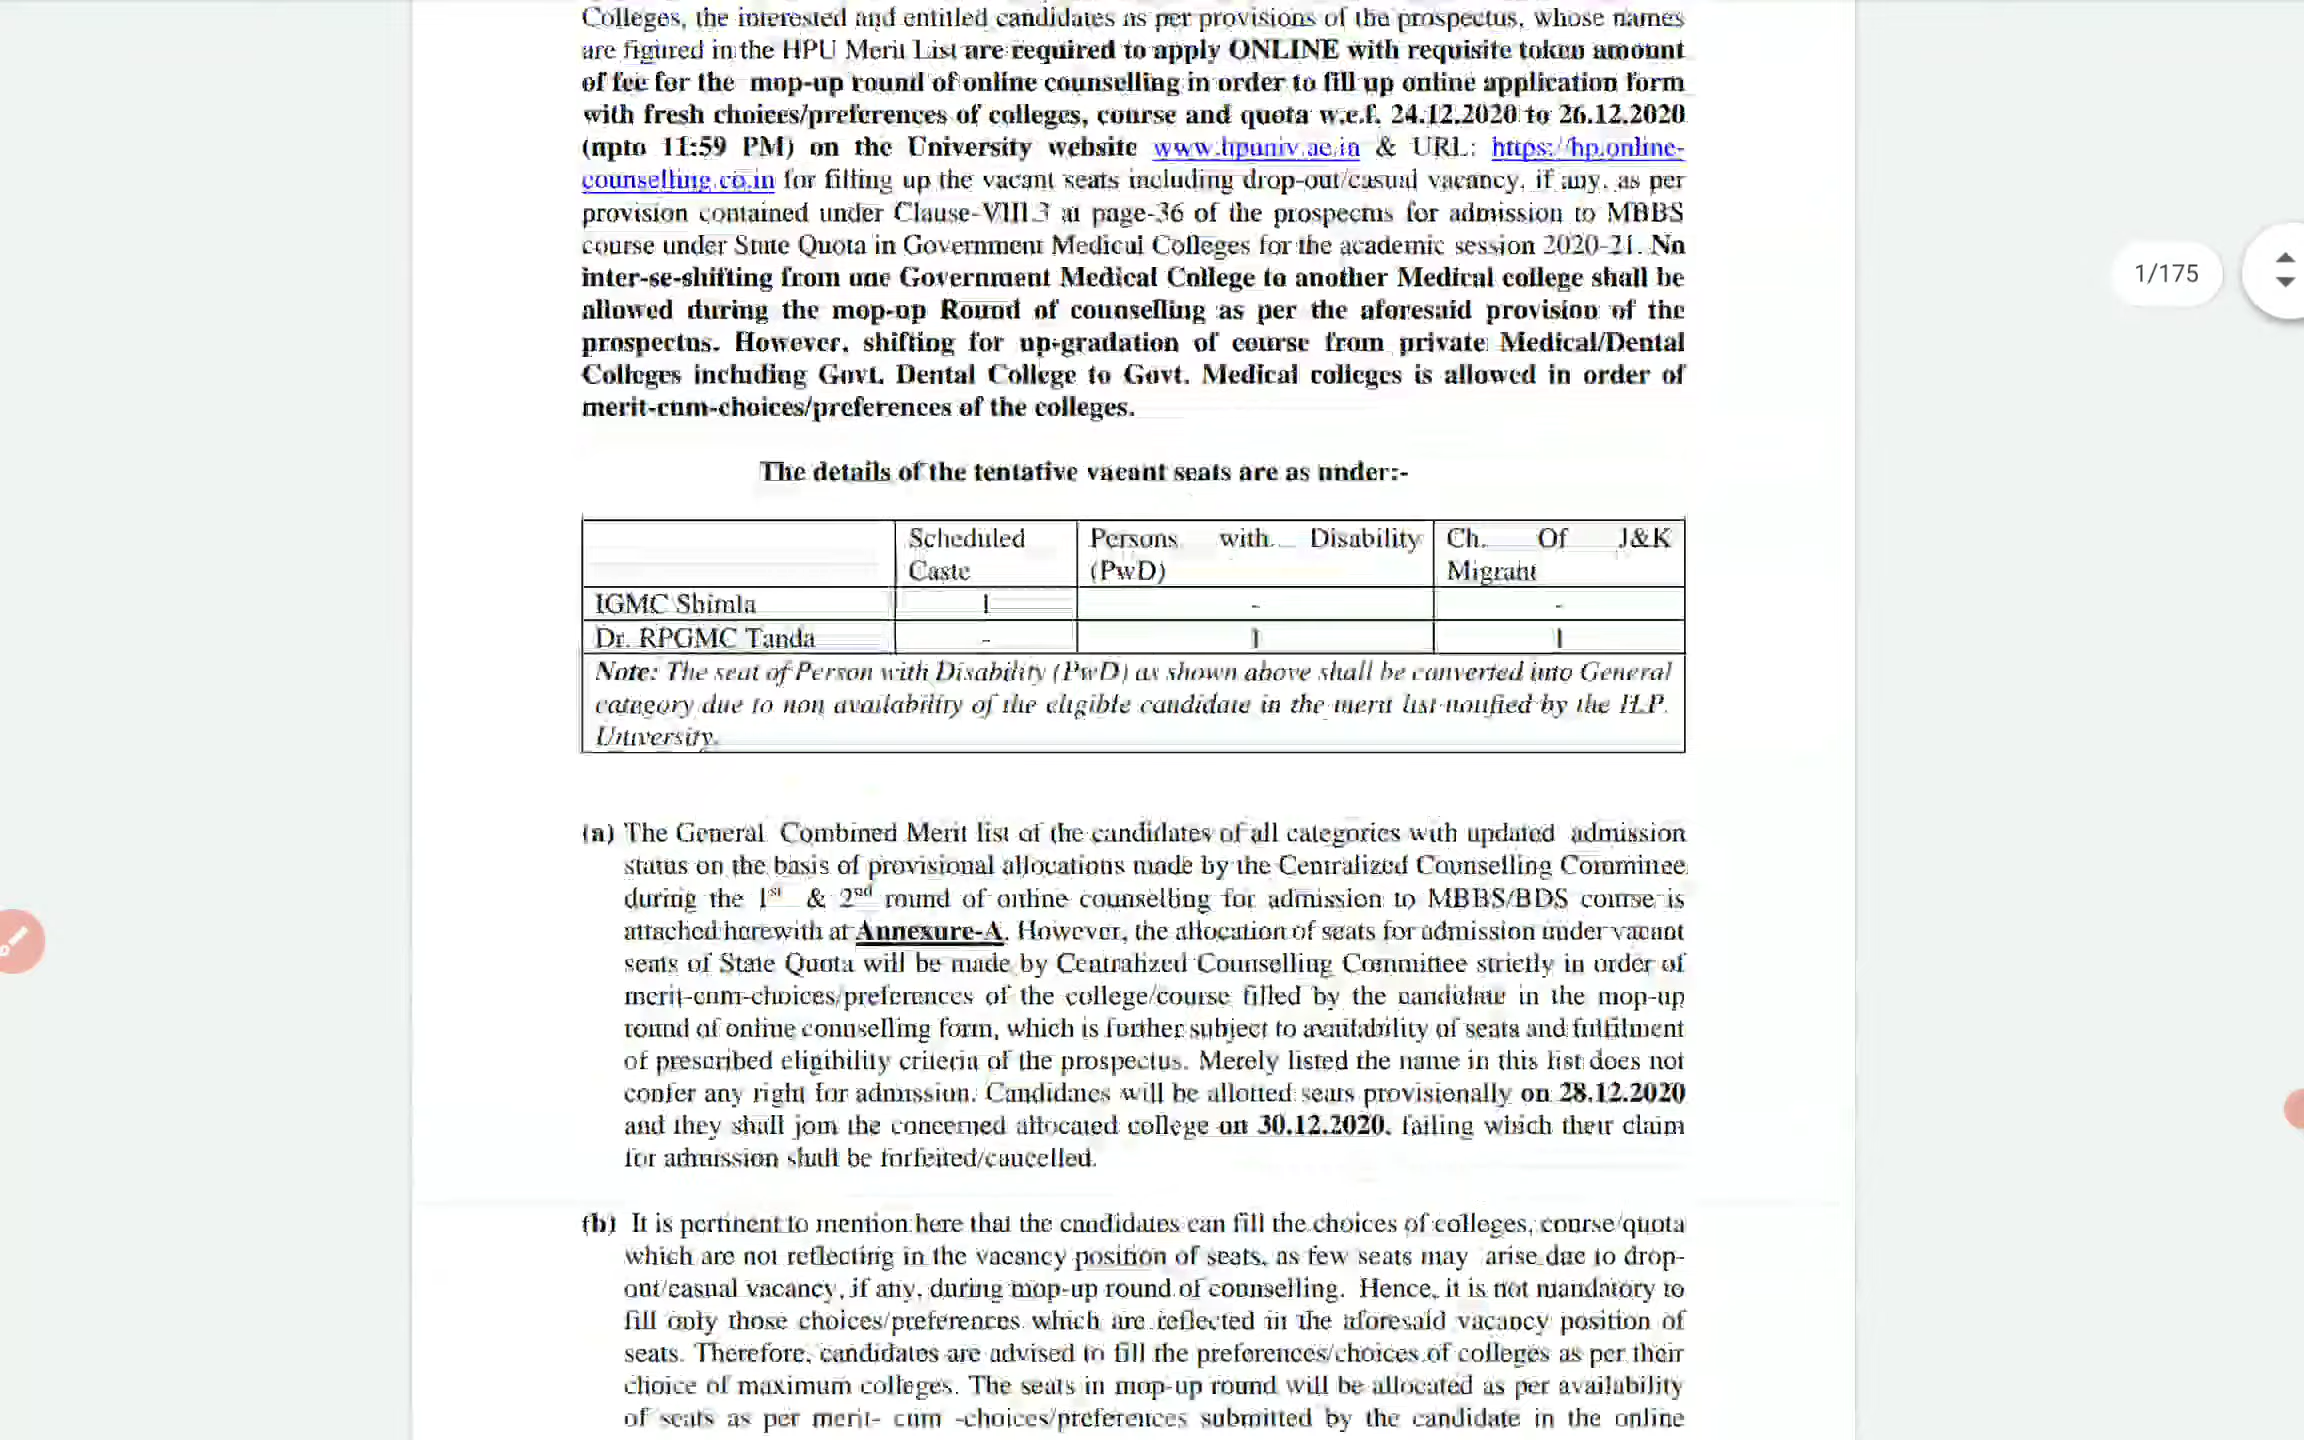 Colleges, the interested and entitled candidates as per provisions of the prospectus, whose names
are figured in the HPU Merit List are required to apply ONLINE with requisite token amount
of fee for the mop-up round of online counselling in order to fill up online application form
with fresh choices/preferences of colleges, course and quota w.e.f. 24.12.2020 to 26.12.2020
(upto 11:59 PM) on the University website www.hpuniv.ac.in & URL: https://hp.online-
counselling.co.in for filling up the vacant seats including drop-out/casual vacancy, if any, as per
provision contained under Clause-VIII.3 at page-36 of the prospectus for admission to MBBS
course under State Quota in Government Medical Colleges for the academic session 2020-21. No
inter-se-shifting from one Government Medical College to another Medical college shall be
allowed during the mop-up Round of counselling as per the aforesaid provision of the
prospectus. However, shifting for up-gradation of course from private Medical/Dental
Colleges including Govt. Dental College to Govt. Medical colleges is allowed in order of
merit-cum-choices/preferences of the colleges.
The details of the tentative vacant seats are as under:-
Scheduled Caste
Persons with Disability (PwD)
Ch. Of J&K Migrant
IGMC Shimla 1 - -
Dr. RPGMC Tanda - 1 1
Note: The seat of Person with Disability (PwD) as shown above shall be converted into General
category due to non availability of the eligible candidate in the merit list notified by the H.P.
University.
(a) The General Combined Merit list of the candidates of all categories with updated admission
status on the basis of provisional allocations made by the Centralized Counselling Committee
during the 1st & 2nd round of online counselling for admission to MBBS/BDS course is
attached herewith at Annexure-A. However, the allocation of seats for admission under vacant
seats of State Quota will be made by Centralized Counselling Committee strictly in order of
merit-cum-choices/preferences of the college/course filled by the candidate in the mop-up
round of online counselling form, which is further subject to availability of seats and fulfilment
of prescribed eligibility criteria of the prospectus. Merely listed the name in this list does not
confer any right for admission. Candidates will be allotted seats provisionally on 28.12.2020
and they shall join the concerned allocated college on 30.12.2020, failing which their claim
for admission shall be forfeited/cancelled.
(b) It is pertinent to mention here that the candidates can fill the choices of colleges, course/quota
which are not reflecting in the vacancy position of seats, as few seats may arise due to drop-
out/casual vacancy, if any, during mop-up round of counselling. Hence, it is not mandatory to
fill only those choices/preferences which are reflected in the aforesaid vacancy position of
seats. Therefore, candidates are advised to fill the preferences/choices of colleges as per their
choice of maximum colleges. The seats in mop-up round will be allocated as per availability
of seats as per merit- cum -choices/preferences submitted by the candidate in the online
1/175